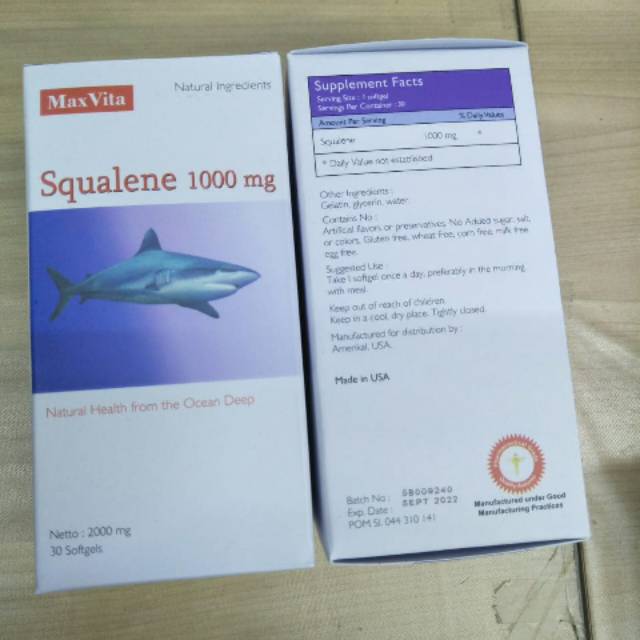 MaxVita
Natural Ingredients
Squalene 1000 mg
Natural Health from the Ocean Deep
Netto : 2000 mg
30 Softgels
Supplement Facts
Serving Size : 1 softgel
Servings Per Container : 30
Amount Per Serving % Daily Values
Squalene 1000 mg *
* Daily Value not established
Other Ingredients :
Gelatin, glycerin, water.
Contains No :
Artifical flavors or preservatives. No Added sugar, salt,
or colors. Gluten free, wheat free, corn free, milk free
egg free.
Suggested Use :
Take 1 softgel once a day, preferably in the morning
with meal.
Keep out of reach of children.
Keep in a cool, dry place. Tightly closed.
Manufactured for distribution by :
Amerikal, USA.
Made in USA
Batch No : SB009240
Exp. Date : SEPT 2022
POM SI. 044 310 141
Manufactured under Good
Manufacturing Practices